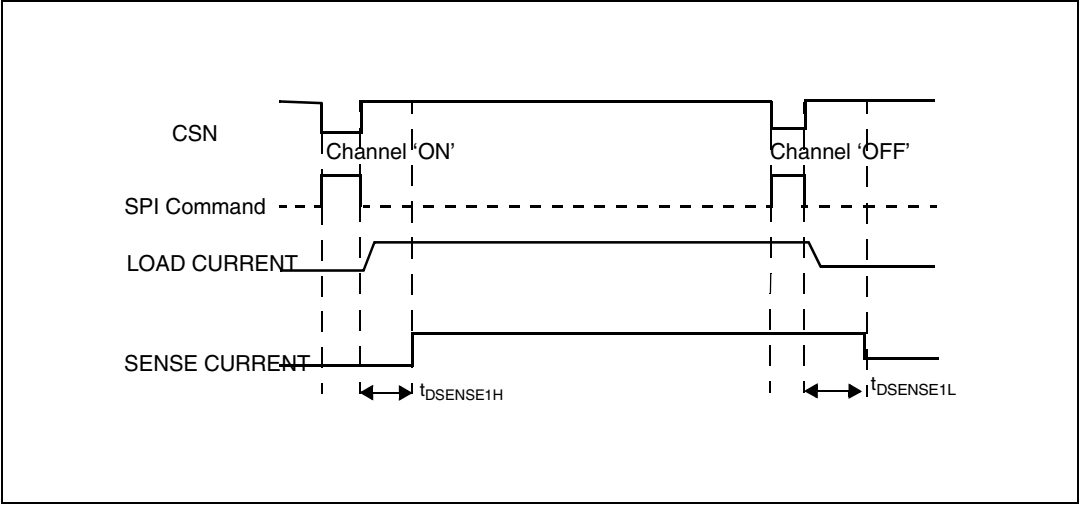 CSN
Channel ‘ON’
Channel ‘OFF’
SPI Command
LOAD CURRENT
SENSE CURRENT
tDSENSE1H
tDSENSE1L